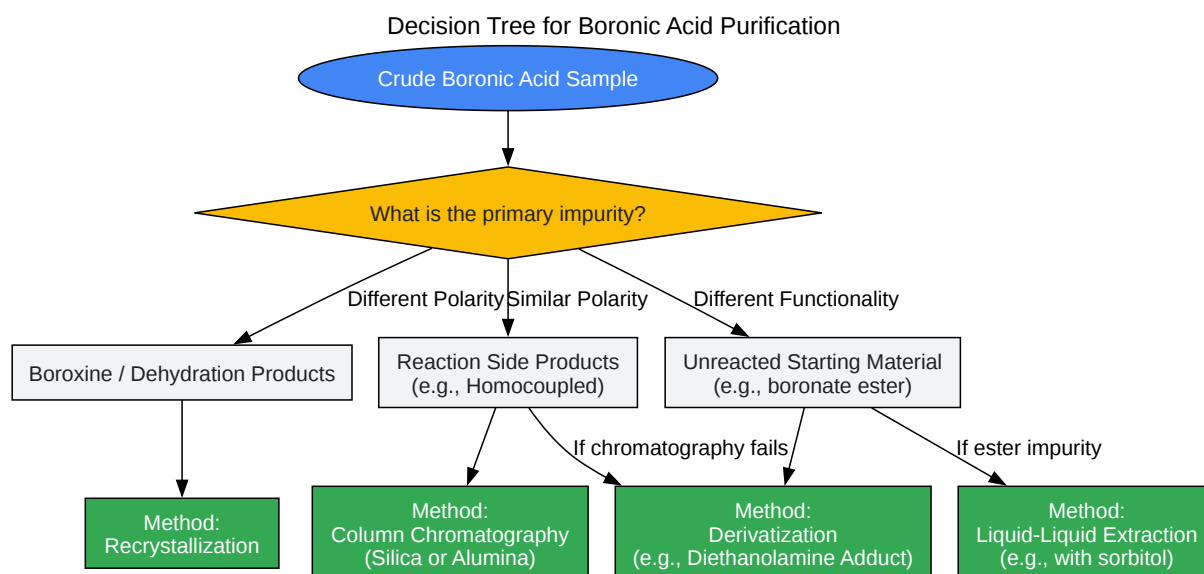 Decision Tree for Boronic Acid Purification
Crude Boronic Acid Sample
What is the primary impurity?
Different Polarity
Similar Polarity
Different Functionality
Boroxine / Dehydration Products
Reaction Side Products
(e.g., Homocoupled)
Unreacted Starting Material
(e.g., boronate ester)
If chromatography fails
If ester impurity
Method:
Recrystallization
Method:
Column Chromatography
(Silica or Alumina)
Method:
Derivatization
(e.g., Diethanolamine Adduct)
Method:
Liquid-Liquid Extraction
(e.g., with sorbitol)